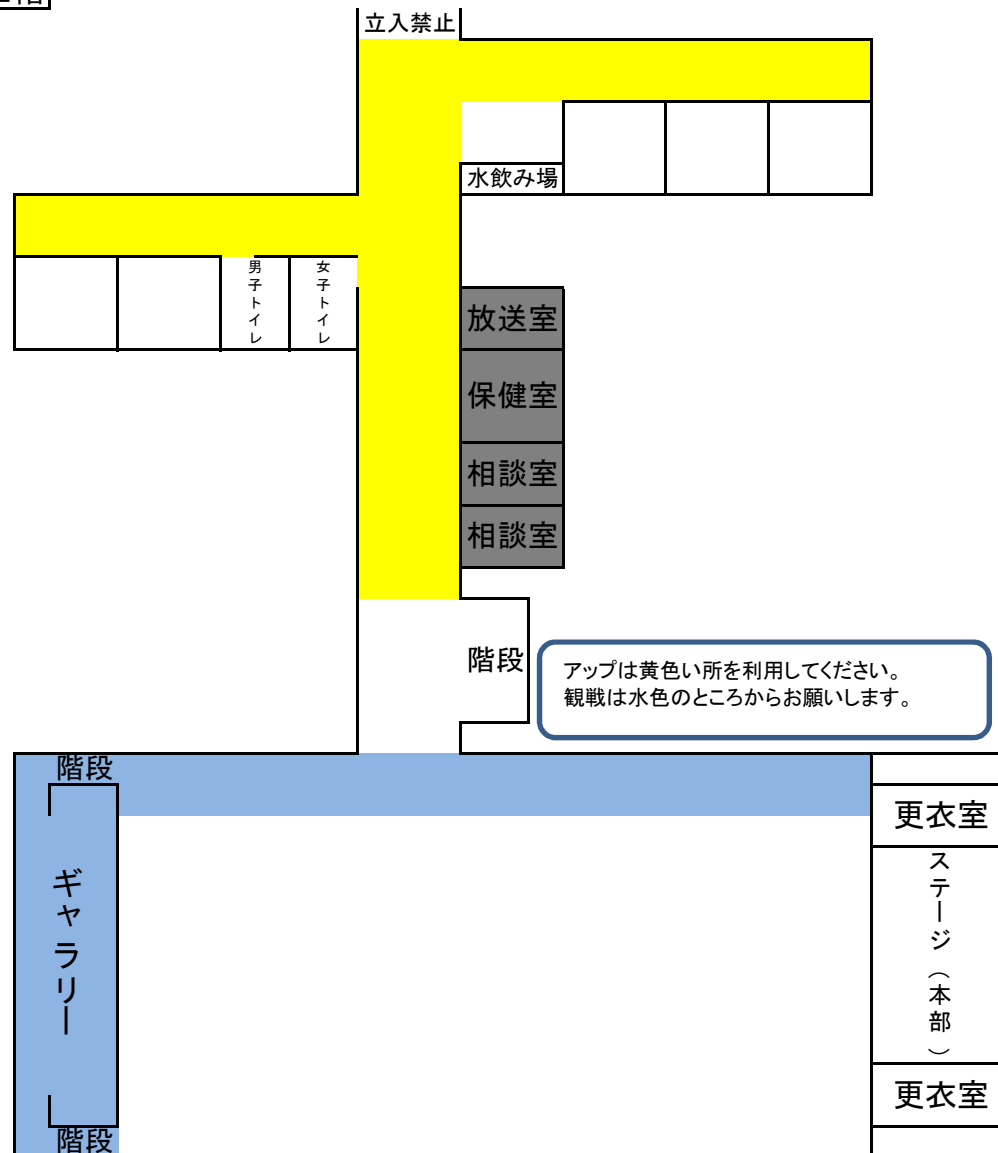 立入禁止
水飲み場
男子トイレ
女子トイレ
放送室
保健室
相談室
相談室
階段
アップは黄色い所を利用してください。
観戦は水色のところからお願いします。
階段
更衣室
ギャラリー
ステージ（本部）
更衣室
階段